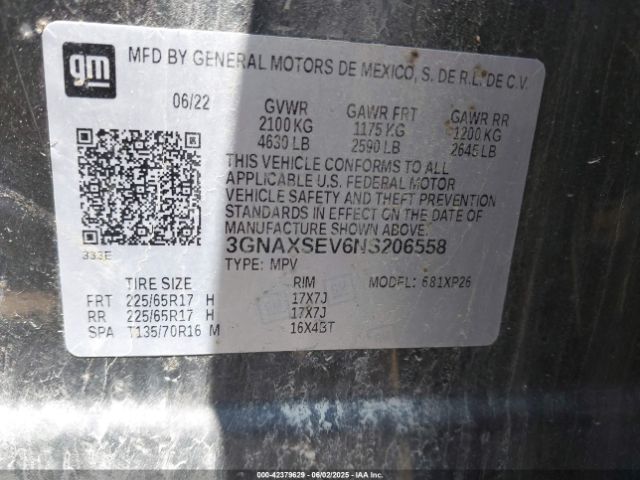 gm
MFD BY GENERAL MOTORS DE MEXICO, S. DE R.L. DE C.V.
06/22 GVWR GAWR FRT GAWR RR
2100 KG 1175 KG 1200 KG
4630 LB 2590 LB 2645 LB
THIS VEHICLE CONFORMS TO ALL
APPLICABLE U.S. FEDERAL MOTOR
VEHICLE SAFETY AND THEFT PREVENTION
STANDARDS IN EFFECT ON THE DATE OF
MANUFACTURE SHOWN ABOVE.
333E 3GNAXSEV6NS206558
TYPE: MPV
TIRE SIZE RIM MODEL: 681XP26
FRT 225/65R17 H 17X7J
RR 225/65R17 H 17X7J
SPA T135/70R16 M 16X4BT
© 00-42379629 - 06/02/2025 - IAAI.COM